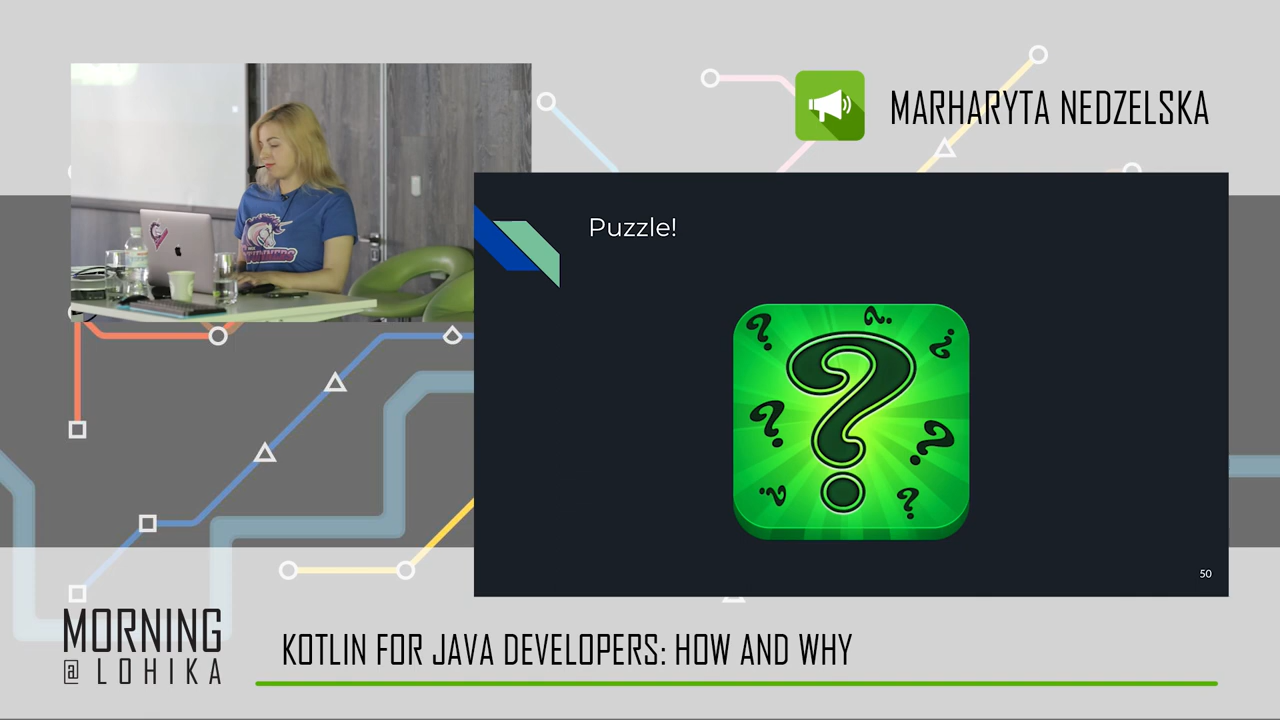 MARHARYTA NEDZELSKA
Puzzle!
50
MORNING
@ LOHIKA
KOTLIN FOR JAVA DEVELOPERS: HOW AND WHY